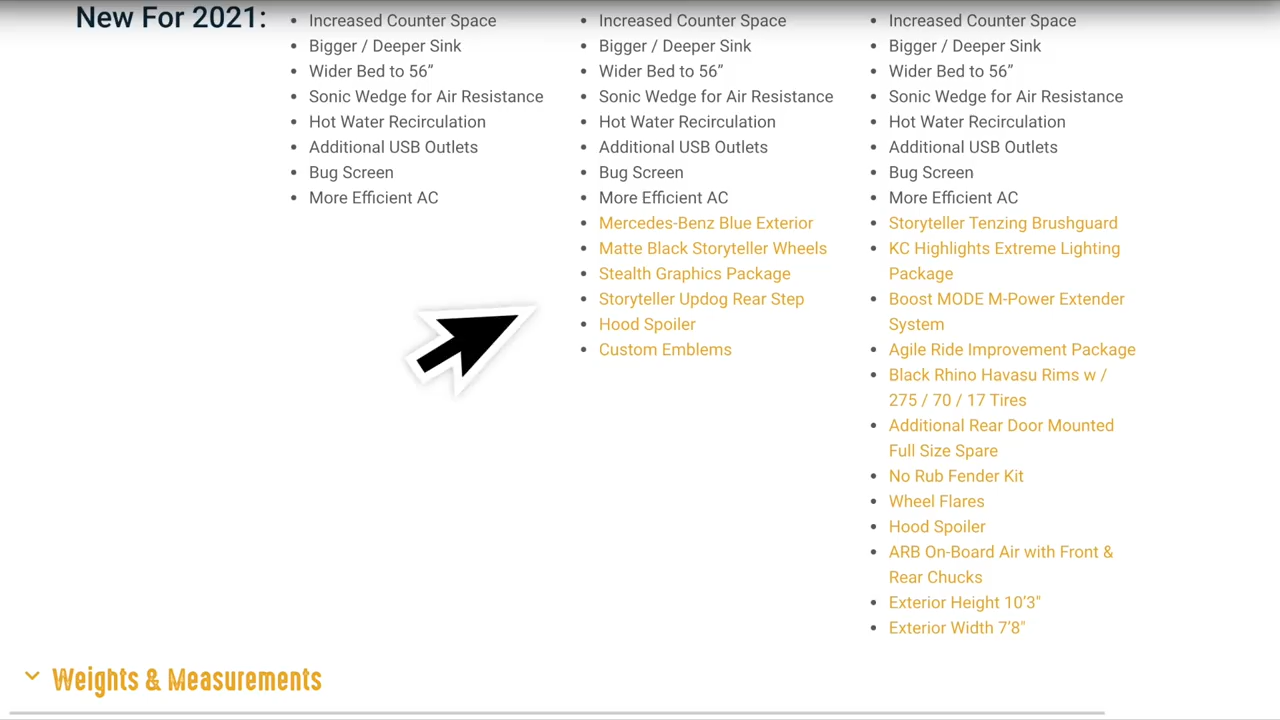 New For 2021:
Increased Counter Space
Bigger / Deeper Sink
Wider Bed to 56”
Sonic Wedge for Air Resistance
Hot Water Recirculation
Additional USB Outlets
Bug Screen
More Efficient AC
Increased Counter Space
Bigger / Deeper Sink
Wider Bed to 56”
Sonic Wedge for Air Resistance
Hot Water Recirculation
Additional USB Outlets
Bug Screen
More Efficient AC
Mercedes-Benz Blue Exterior
Matte Black Storyteller Wheels
Stealth Graphics Package
Storyteller Updog Rear Step
Hood Spoiler
Custom Emblems
Increased Counter Space
Bigger / Deeper Sink
Wider Bed to 56”
Sonic Wedge for Air Resistance
Hot Water Recirculation
Additional USB Outlets
Bug Screen
More Efficient AC
Storyteller Tenzing Brushguard
KC Highlights Extreme Lighting
Package
Boost MODE M-Power Extender
System
Agile Ride Improvement Package
Black Rhino Havasu Rims w /
275 / 70 / 17 Tires
Additional Rear Door Mounted
Full Size Spare
No Rub Fender Kit
Wheel Flares
Hood Spoiler
ARB On-Board Air with Front &
Rear Chucks
Exterior Height 10’3"
Exterior Width 7’8"
Weights & Measurements